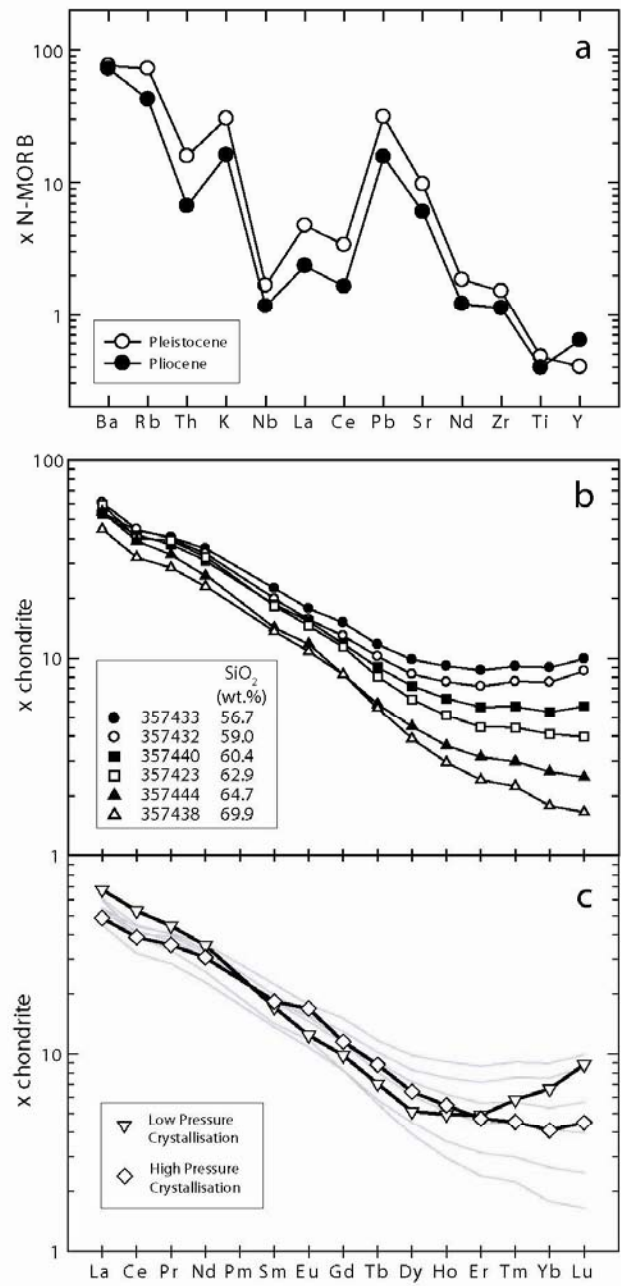 a
100
10
1
x N-MORB
Pleistocene
Pliocene
Ba Rb Th K Nb La Ce Pb Sr Nd Zr Ti Y
b
100
10
1
x chondrite
SiO2
(wt.%)
357433 56.7
357432 59.0
357440 60.4
357423 62.9
357444 64.7
357438 69.9
c
10
1
x chondrite
Low Pressure
Crystallisation
High Pressure
Crystallisation
La Ce Pr Nd Pm Sm Eu Gd Tb Dy Ho Er Tm Yb Lu